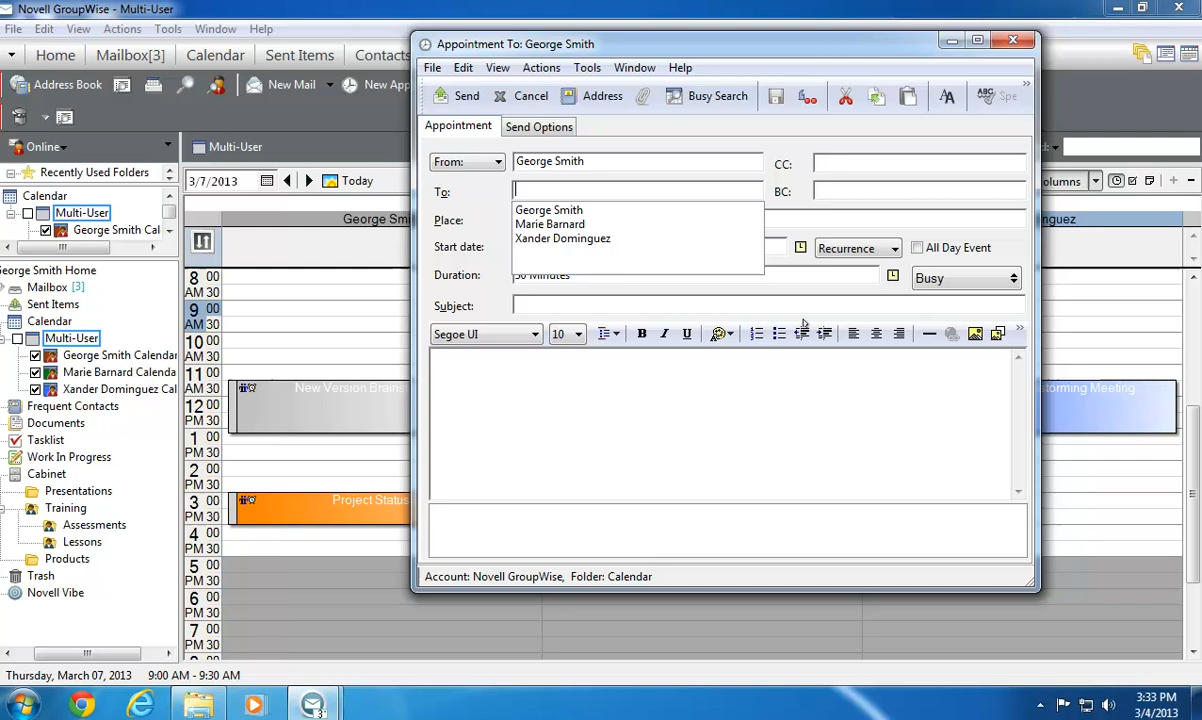 Novell GroupWise - Multi-User
File Edit View Actions Tools Window Help
Home Mailbox[3] Calendar Sent Items Contacts
Address Book New Mail New App
Online
Multi-User
Recently Used Folders
Calendar
Multi-User
George Smith Cal
George Smith Home
Mailbox [3]
Sent Items
Calendar
Multi-User
George Smith Calendar
Marie Barnard Calenda
Xander Dominguez Cal
Frequent Contacts
Documents
Tasklist
Work In Progress
Cabinet
Presentations
Training
Assessments
Lessons
Products
Trash
Novell Vibe
3/7/2013 Today
olumns
George Smi
nguez
8 00
AM 30
9 00
AM 30
10 00
AM 30
11 00
AM 30
12 00
PM 30
1 00
PM 30
2 00
PM 30
3 00
PM 30
4 00
PM 30
5 00
PM 30
6 00
PM 30
7 00
PM 30
New Version Brains
storming Meeting
Project Status
Appointment To: George Smith
File Edit View Actions Tools Window Help
Send Cancel Address Busy Search ABC Spe
Appointment Send Options
From: George Smith CC:
To: BC:
George Smith
Marie Barnard
Xander Dominguez
Place:
Start date: Recurrence All Day Event
Duration: 30 Minutes Busy
Subject:
Segoe UI 10 B I U
Account: Novell GroupWise, Folder: Calendar
Thursday, March 07, 2013 9:00 AM - 9:30 AM
3:33 PM
3/4/2013